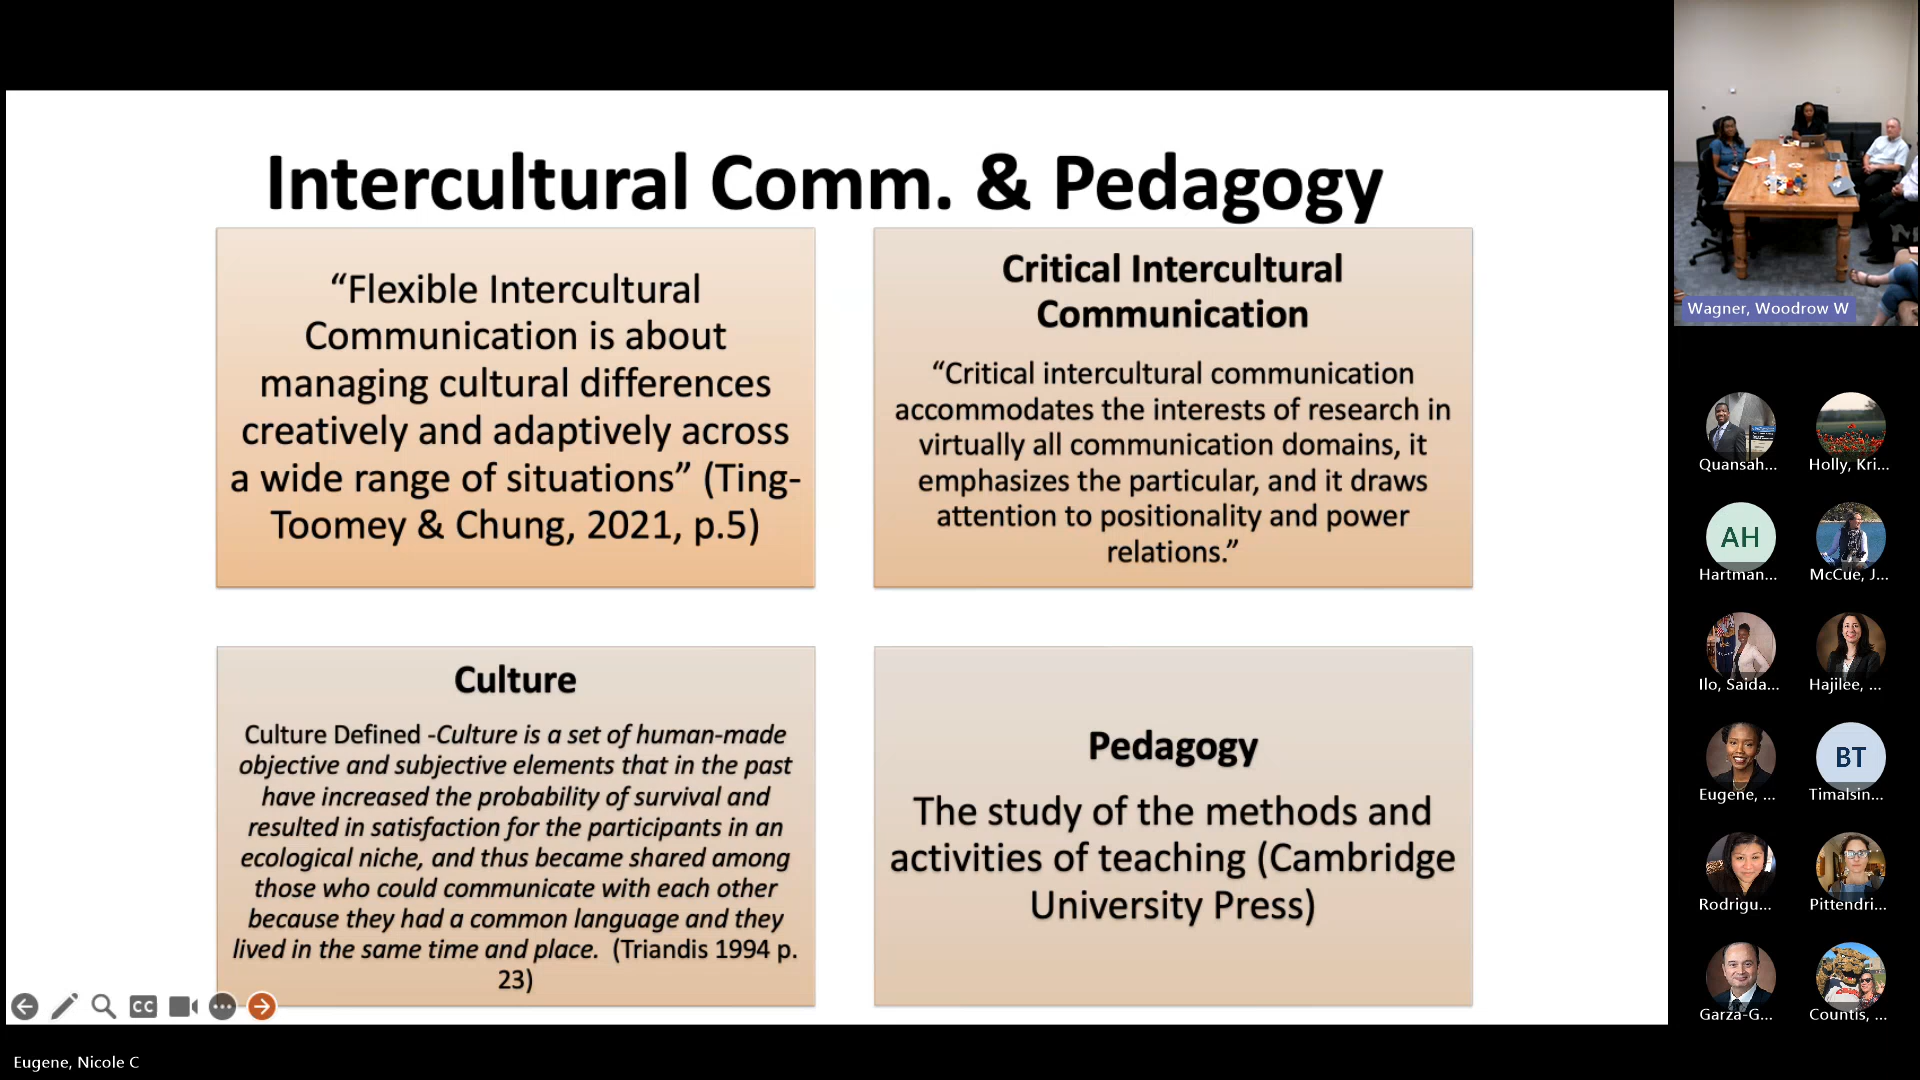 Intercultural Comm. & Pedagogy
“Flexible Intercultural
Communication is about
managing cultural differences
creatively and adaptively across
a wide range of situations” (Ting-
Toomey & Chung, 2021, p.5)
Critical Intercultural
Communication
“Critical intercultural communication
accommodates the interests of research in
virtually all communication domains, it
emphasizes the particular, and it draws
attention to positionality and power
relations.”
Culture
Culture Defined -Culture is a set of human-made
objective and subjective elements that in the past
have increased the probability of survival and
resulted in satisfaction for the participants in an
ecological niche, and thus became shared among
those who could communicate with each other
because they had a common language and they
lived in the same time and place.  (Triandis 1994 p.
23)
Pedagogy
The study of the methods and
activities of teaching (Cambridge
University Press)
CC
Eugene, Nicole C
Wagner, Woodrow W
Quansah...
Holly, Kri...
AH
Hartman...
McCue, J...
Ilo, Saida...
Hajilee, ...
Eugene, ...
BT
Timalsin...
Rodrigu...
Pittendri...
Garza-G...
Countis, ...